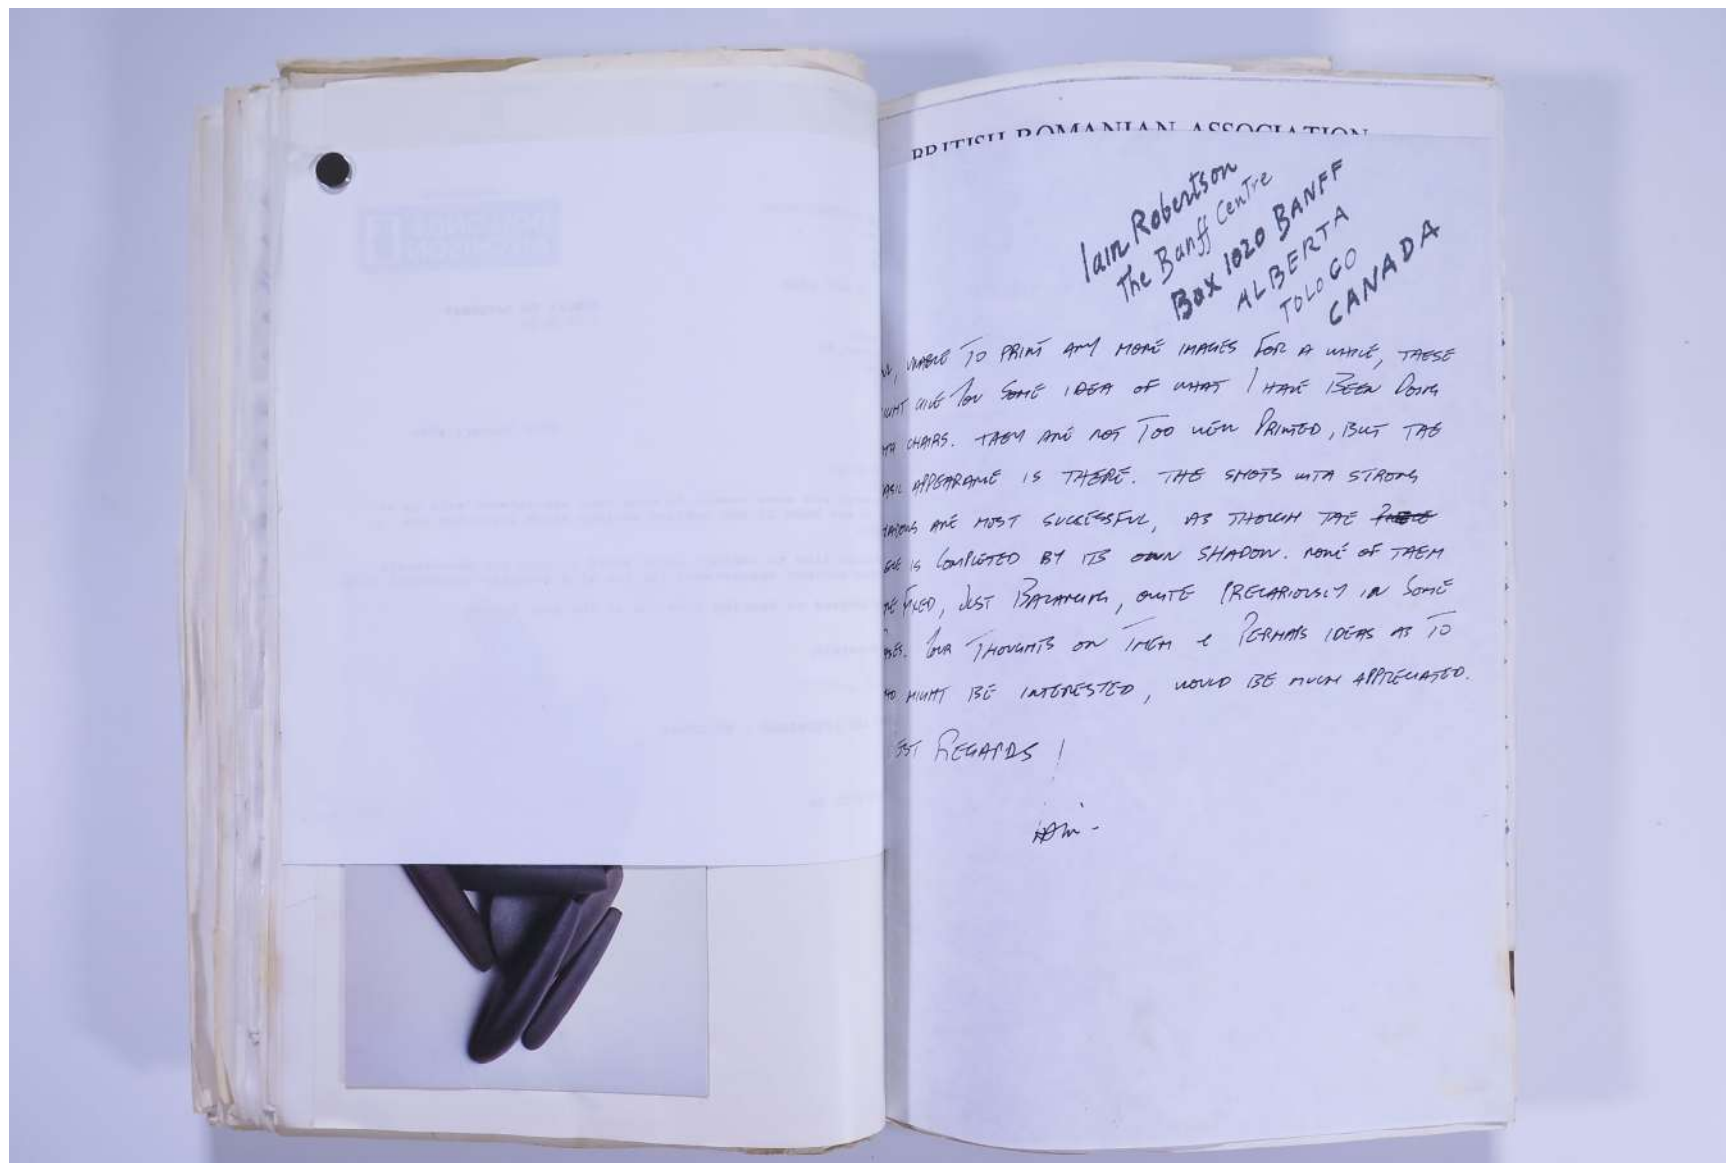 BRITISH ROMANIAN ASSOCIATION
Iain Robertson
The Banff Centre
Box 1020 BANFF
ALBERTA
TOLOCO
CANADA
UNABLE TO PRINT ANY MORE IMAGES FOR A WHILE, THESE
GIVE YOU SOME IDEA OF WHAT I HAVE BEEN DOING
CHAIRS. THEY ARE NOT TOO WELL PRINTED, BUT THE
APPEARANCE IS THERE. THE SHOTS WITH STRONG
ARE MOST SUCCESSFUL, AS THOUGH THE
IS COMPLETED BY ITS OWN SHADOW. NONE OF THEM
FIXED, JUST BALANCING, QUITE PRECARIOUSLY IN SOME
YOUR THOUGHTS ON THEM & PERHAPS IDEAS AS TO
MIGHT BE INTERESTED, WOULD BE MUCH APPRECIATED.
REGARDS !